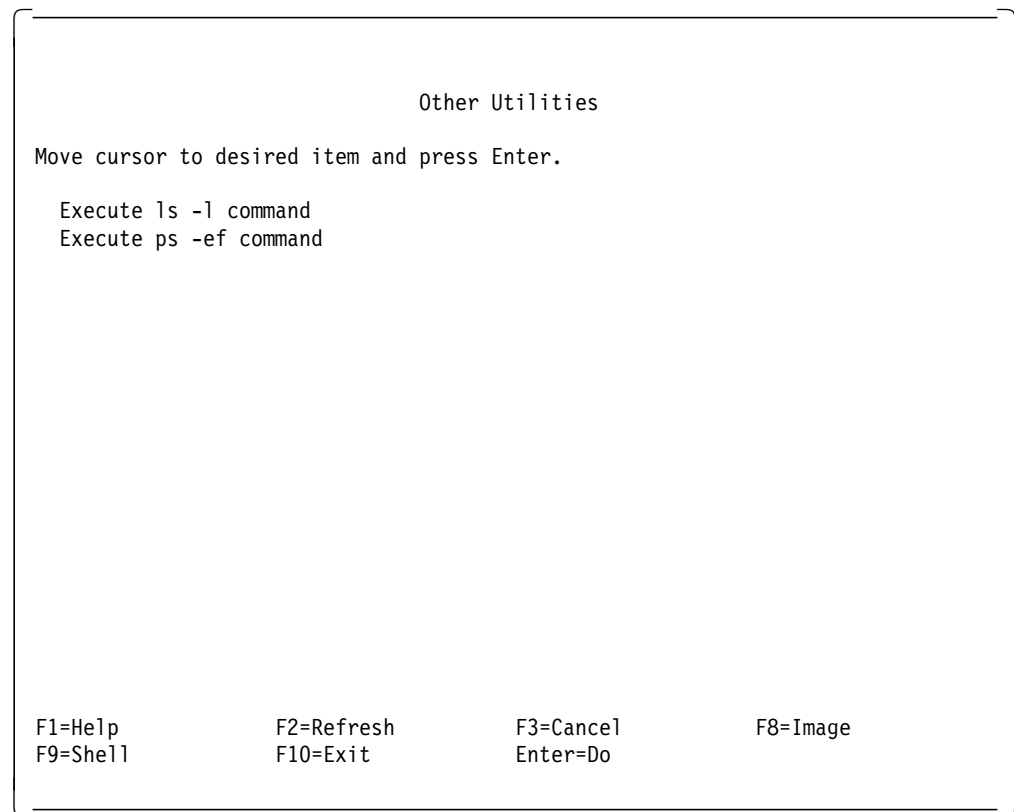 Other Utilities
Move cursor to desired item and press Enter.
Execute ls -l command
Execute ps -ef command
F1=Help F2=Refresh F3=Cancel F8=Image
F9=Shell F10=Exit Enter=Do